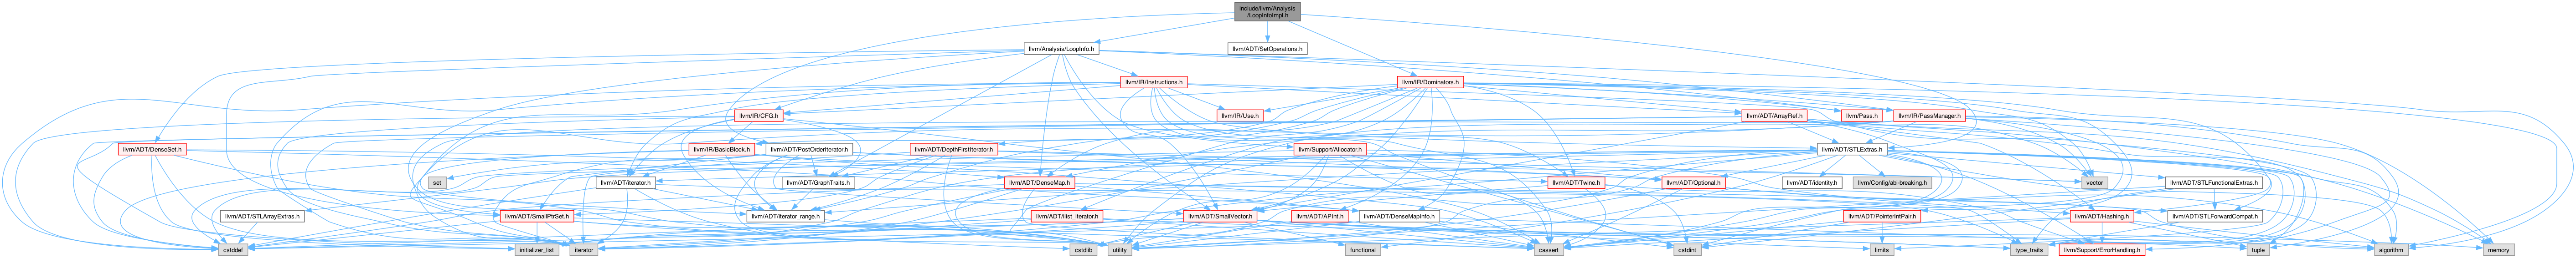 include/llvm/Analysis
/LoopInfoImpl.h
llvm/Analysis/LoopInfo.h
llvm/ADT/SetOperations.h
llvm/IR/Instructions.h
llvm/IR/Dominators.h
llvm/IR/CFG.h
llvm/IR/Use.h
llvm/ADT/ArrayRef.h
llvm/Pass.h
llvm/IR/PassManager.h
llvm/ADT/DenseSet.h
llvm/IR/BasicBlock.h
llvm/ADT/PostOrderIterator.h
llvm/ADT/DepthFirstIterator.h
llvm/Support/Allocator.h
llvm/ADT/STLExtras.h
set
llvm/ADT/iterator.h
llvm/ADT/GraphTraits.h
llvm/ADT/DenseMap.h
llvm/ADT/Twine.h
llvm/ADT/Optional.h
llvm/ADT/identity.h
llvm/Config/abi-breaking.h
vector
llvm/ADT/STLFunctionalExtras.h
llvm/ADT/STLArrayExtras.h
llvm/ADT/SmallPtrSet.h
llvm/ADT/iterator_range.h
llvm/ADT/ilist_iterator.h
llvm/ADT/SmallVector.h
llvm/ADT/APInt.h
llvm/ADT/DenseMapInfo.h
llvm/ADT/PointerIntPair.h
llvm/ADT/Hashing.h
llvm/ADT/STLForwardCompat.h
cstddef
initializer_list
iterator
cstdlib
utility
functional
cassert
cstdint
limits
type_traits
llvm/Support/ErrorHandling.h
tuple
algorithm
memory